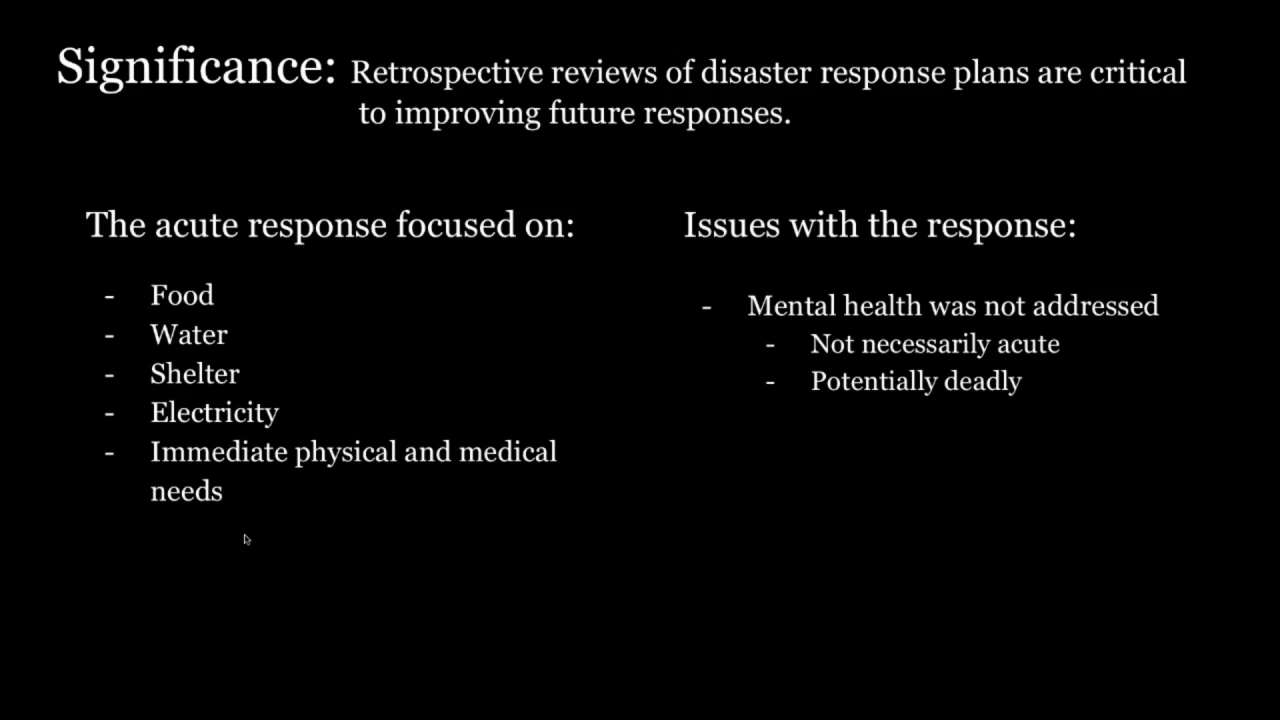 Significance: Retrospective reviews of disaster response plans are critical
to improving future responses.
The acute response focused on:
- Food
- Water
- Shelter
- Electricity
- Immediate physical and medical
needs
Issues with the response:
- Mental health was not addressed
- Not necessarily acute
- Potentially deadly